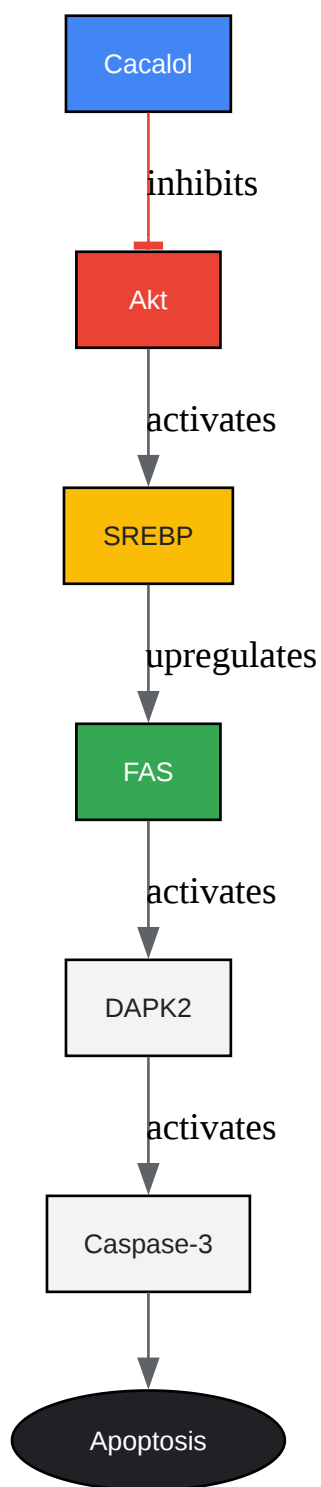 Cacalol
inhibits
Akt
activates
SREBP
upregulates
FAS
activates
DAPK2
activates
Caspase-3
Apoptosis